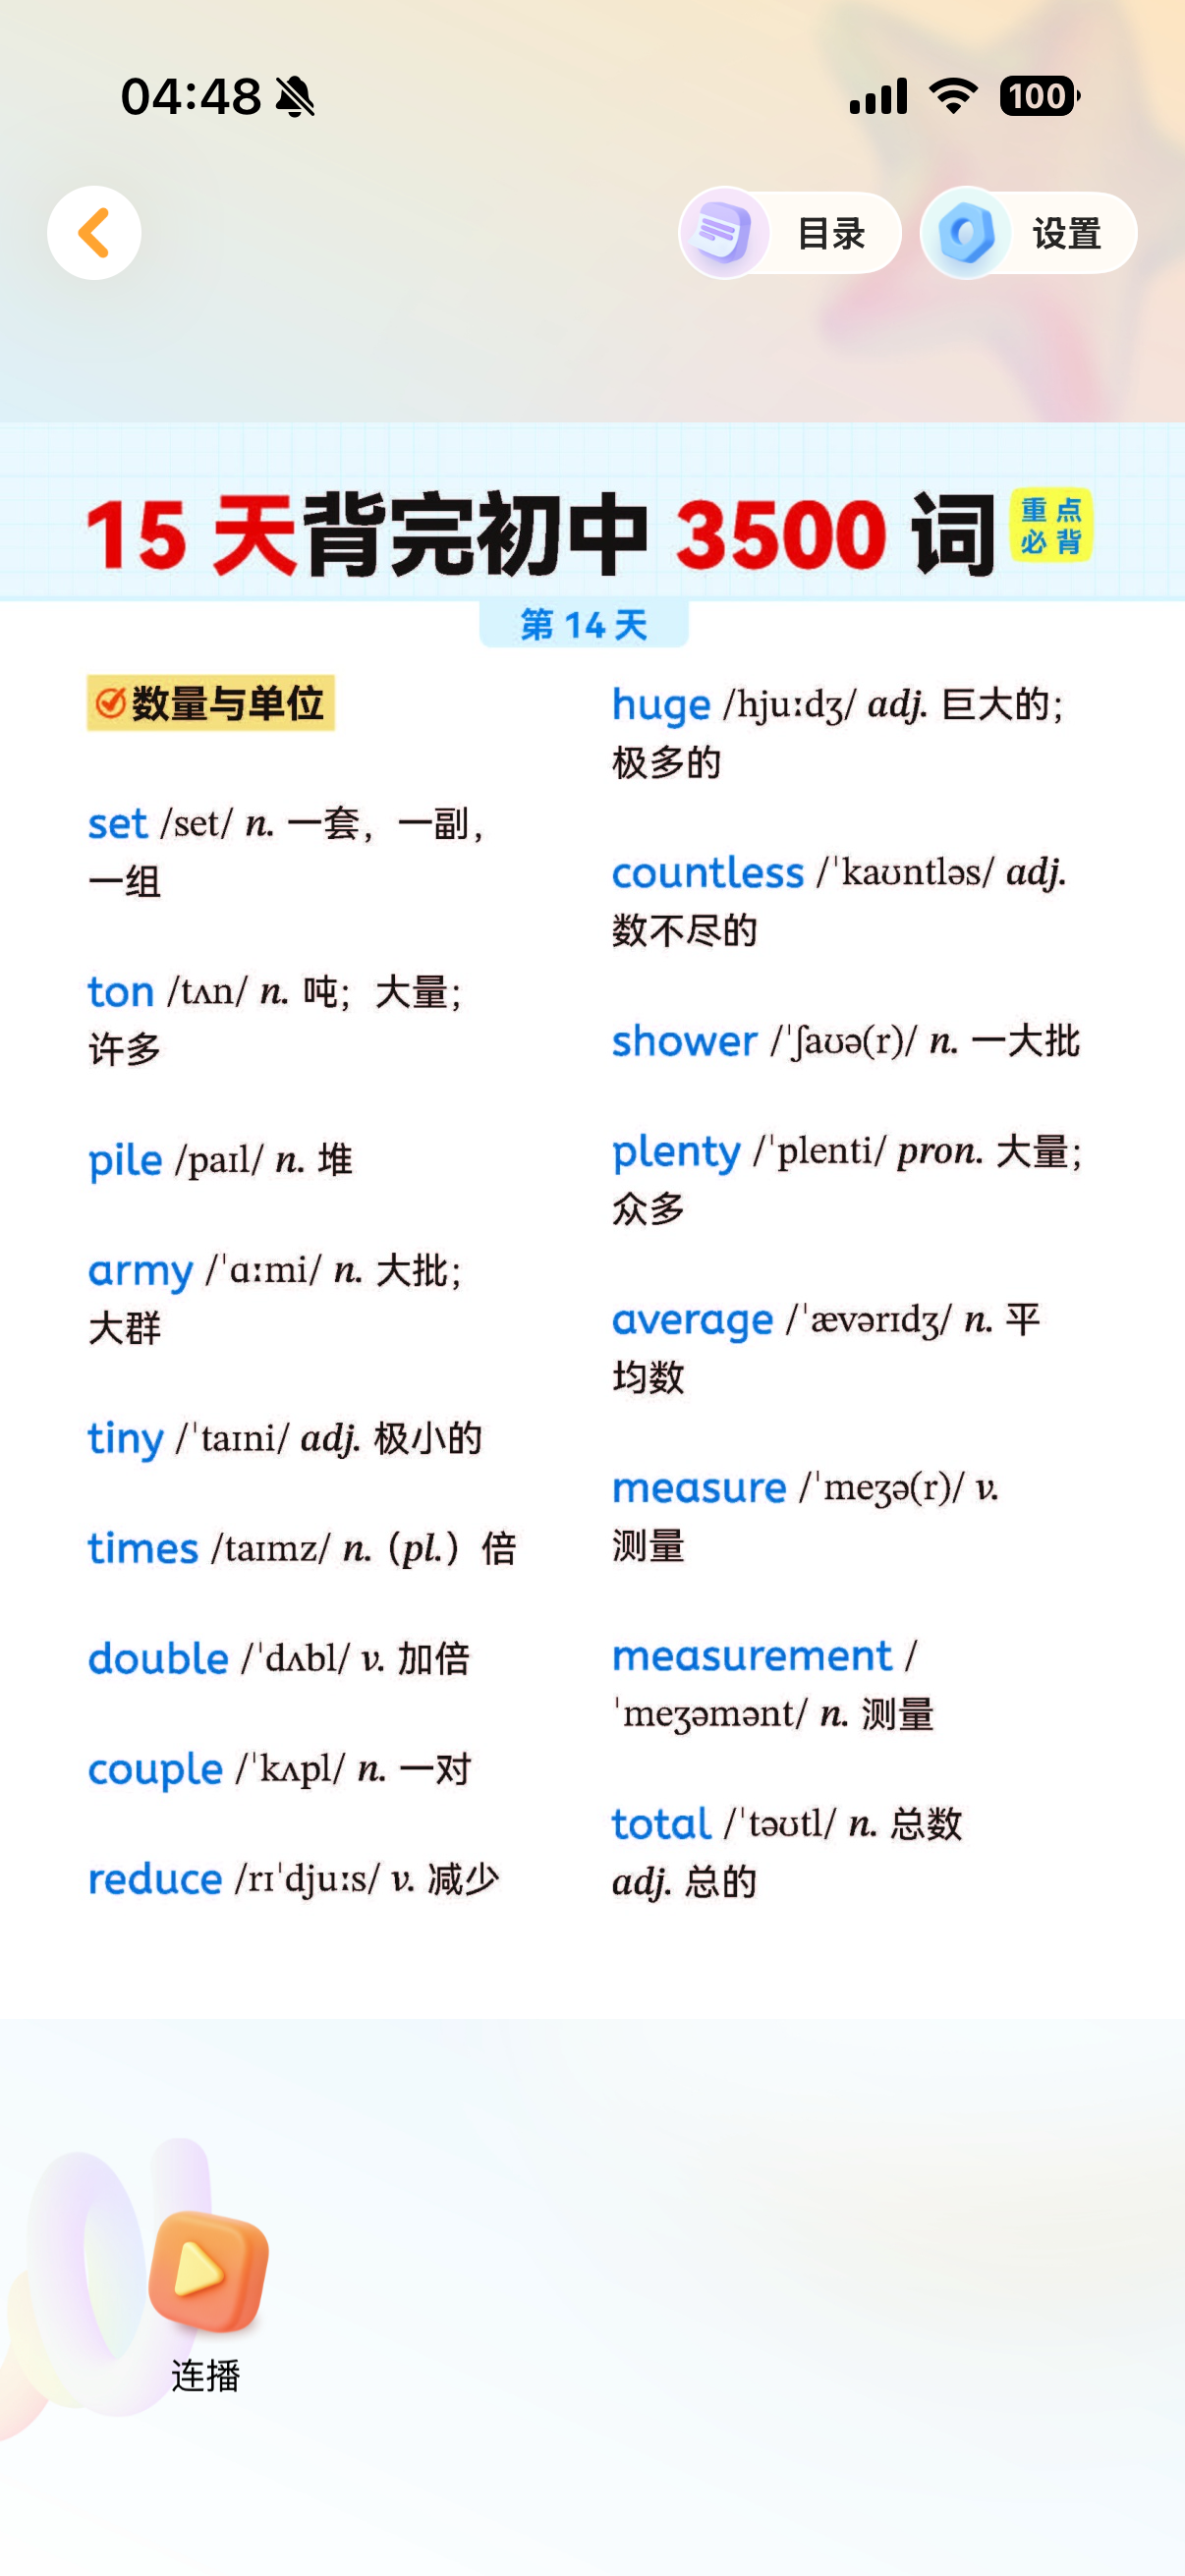 04:48
100
目录
设置
15 天背完初中 3500 词
重点
必背
第 14 天
数量与单位
set /set/ n. 一套，一副，
一组
ton /tʌn/ n. 吨；大量；
许多
pile /paɪl/ n. 堆
army /ˈɑːmi/ n. 大批；
大群
tiny /ˈtaɪni/ adj. 极小的
times /taɪmz/ n.（pl.）倍
double /ˈdʌbl/ v. 加倍
couple /ˈkʌpl/ n. 一对
reduce /rɪˈdjuːs/ v. 减少
huge /hjuːdʒ/ adj. 巨大的；
极多的
countless /ˈkaʊntləs/ adj.
数不尽的
shower /ˈʃaʊə(r)/ n. 一大批
plenty /ˈplenti/ pron. 大量；
众多
average /ˈævərɪdʒ/ n. 平
均数
measure /ˈmeʒə(r)/ v.
测量
measurement /
ˈmeʒəmənt/ n. 测量
total /ˈtəʊtl/ n. 总数
adj. 总的
连播